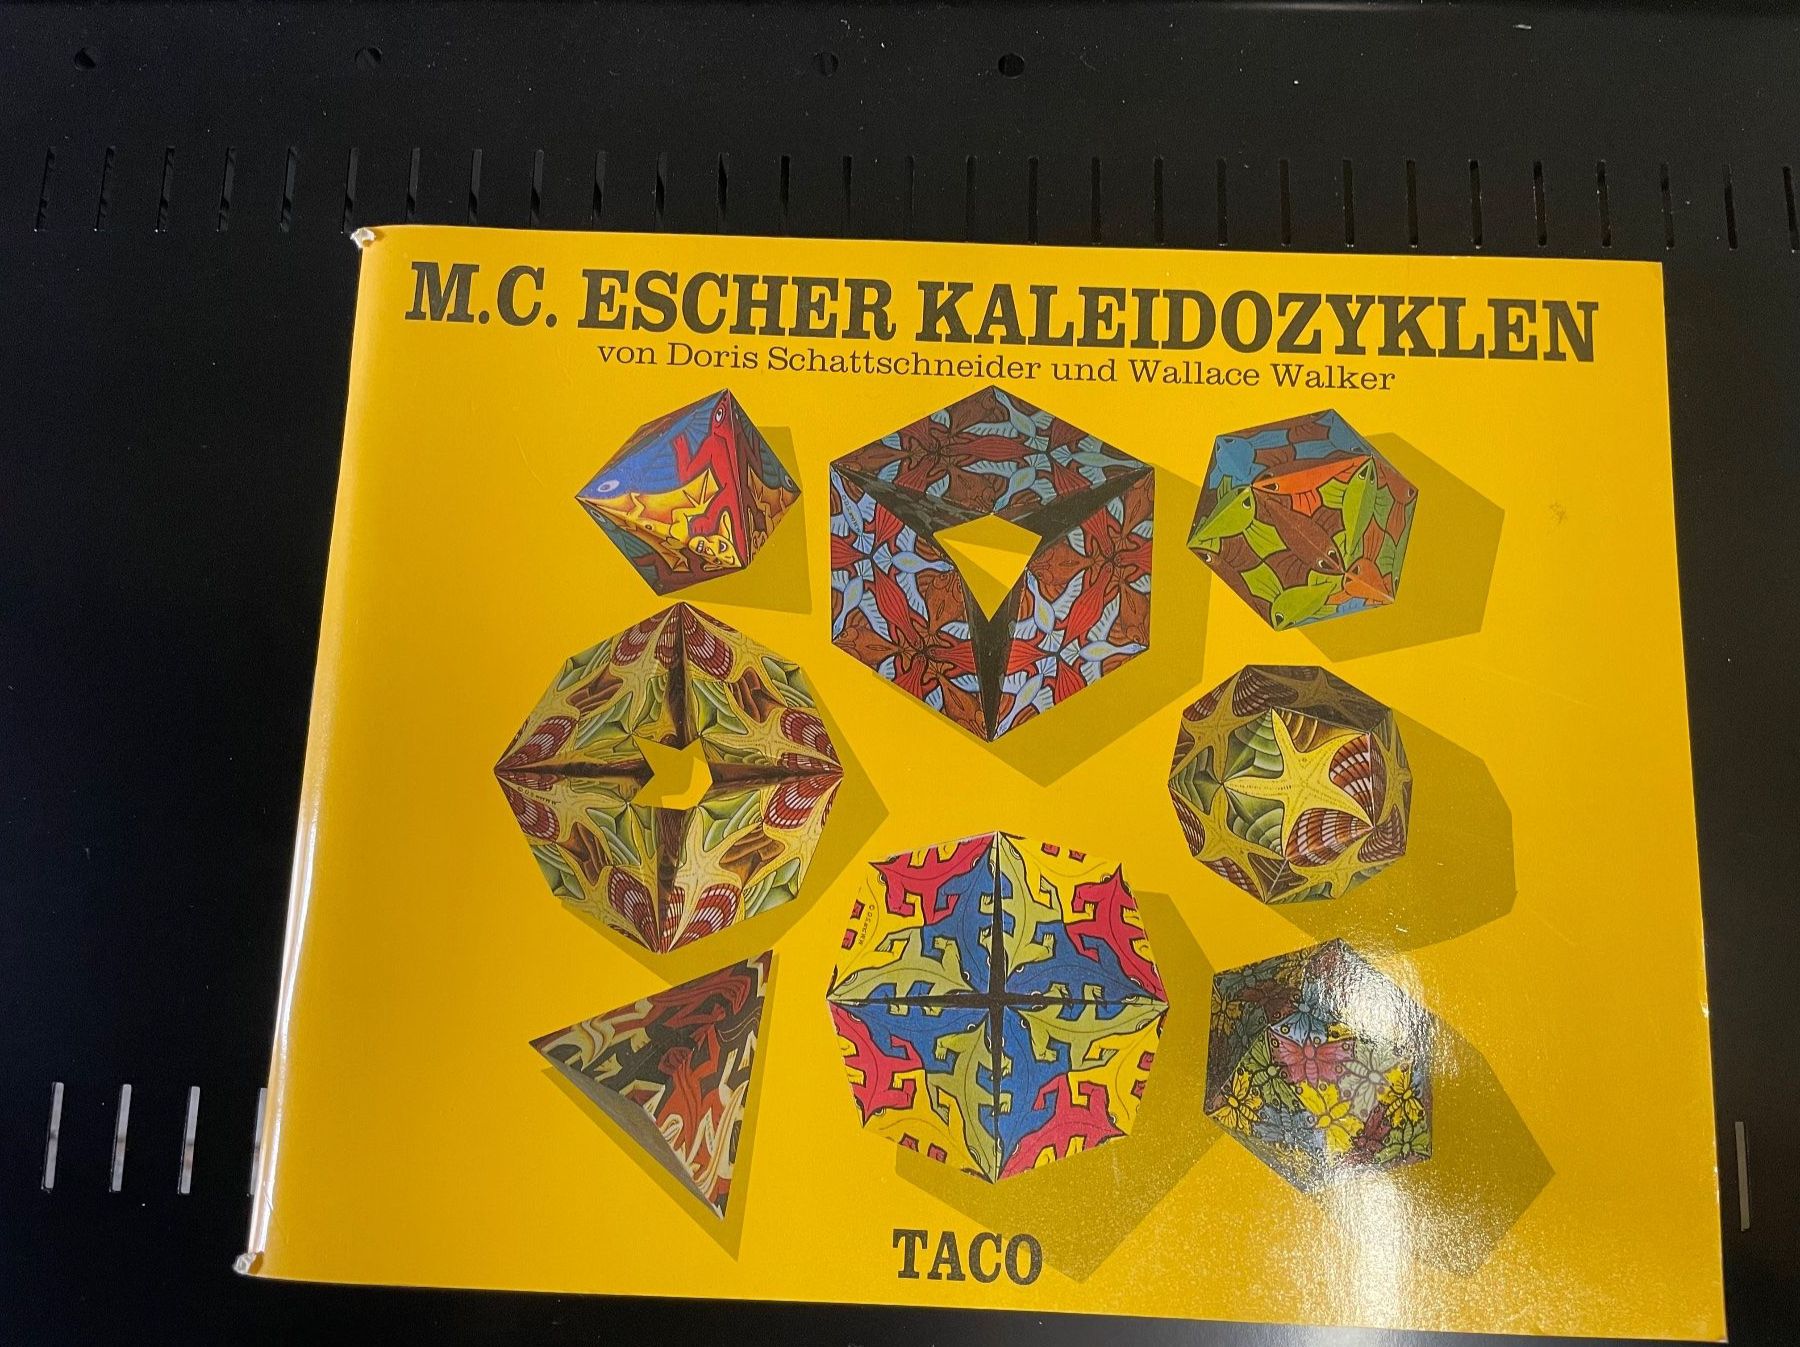 M.C. ESCHER KALEIDOZYKLEN
von Doris Schattschneider und Wallace Walker
TACO